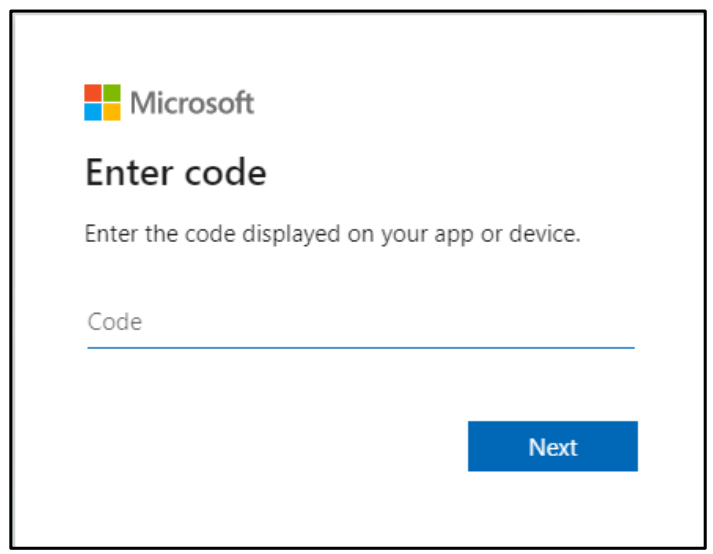 Microsoft
Enter code
Enter the code displayed on your app or device.
Code
Next